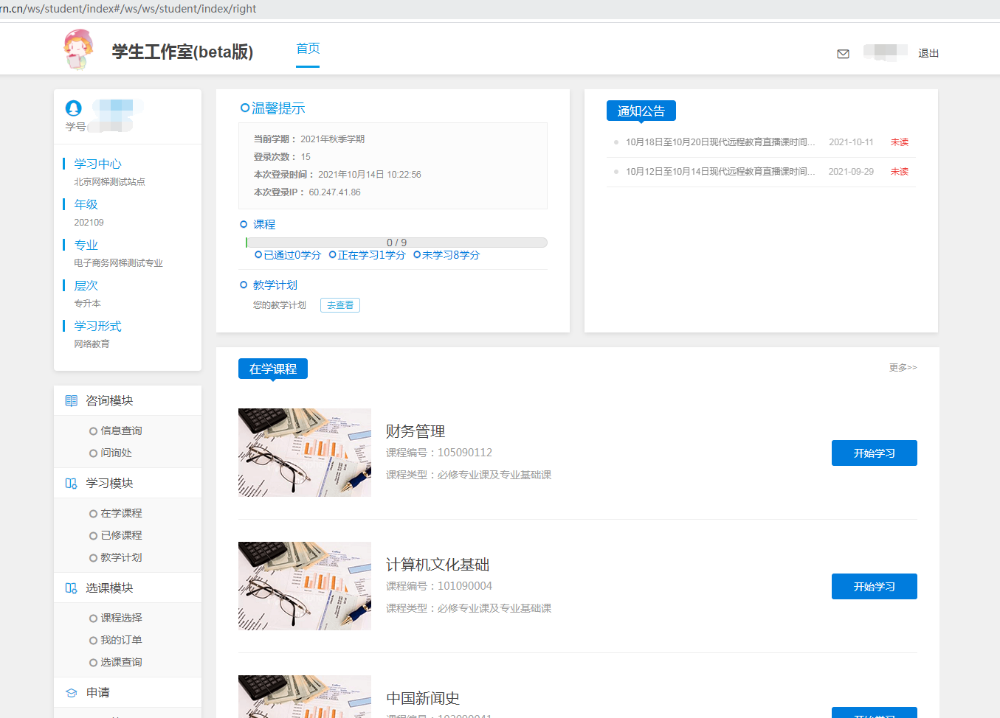 rn.cn/ws/student/index#/ws/ws/student/index/right
学生工作室(beta版)
首页
退出
学号
学习中心
北京网梯测试站点
年级
202109
专业
电子商务网梯测试专业
层次
专升本
学习形式
网络教育
咨询模块
信息查询
问询处
学习模块
在学课程
已修课程
教学计划
选课模块
课程选择
我的订单
选课查询
申请
温馨提示
当前学期： 2021年秋季学期
登录次数： 15
本次登录时间： 2021年10月14日 10:22:56
本次登录IP： 60.247.41.86
课程
0 / 9
已通过0学分 正在学习1学分 未学习8学分
教学计划
您的教学计划 去查看
通知公告
10月18日至10月20日现代远程教育直播课时间... 2021-10-11 未读
10月12日至10月14日现代远程教育直播课时间... 2021-09-29 未读
在学课程
更多>>
财务管理
课程编号：105090112
课程类型：必修专业课及专业基础课
开始学习
计算机文化基础
课程编号：101090004
课程类型：必修专业课及专业基础课
开始学习
中国新闻史